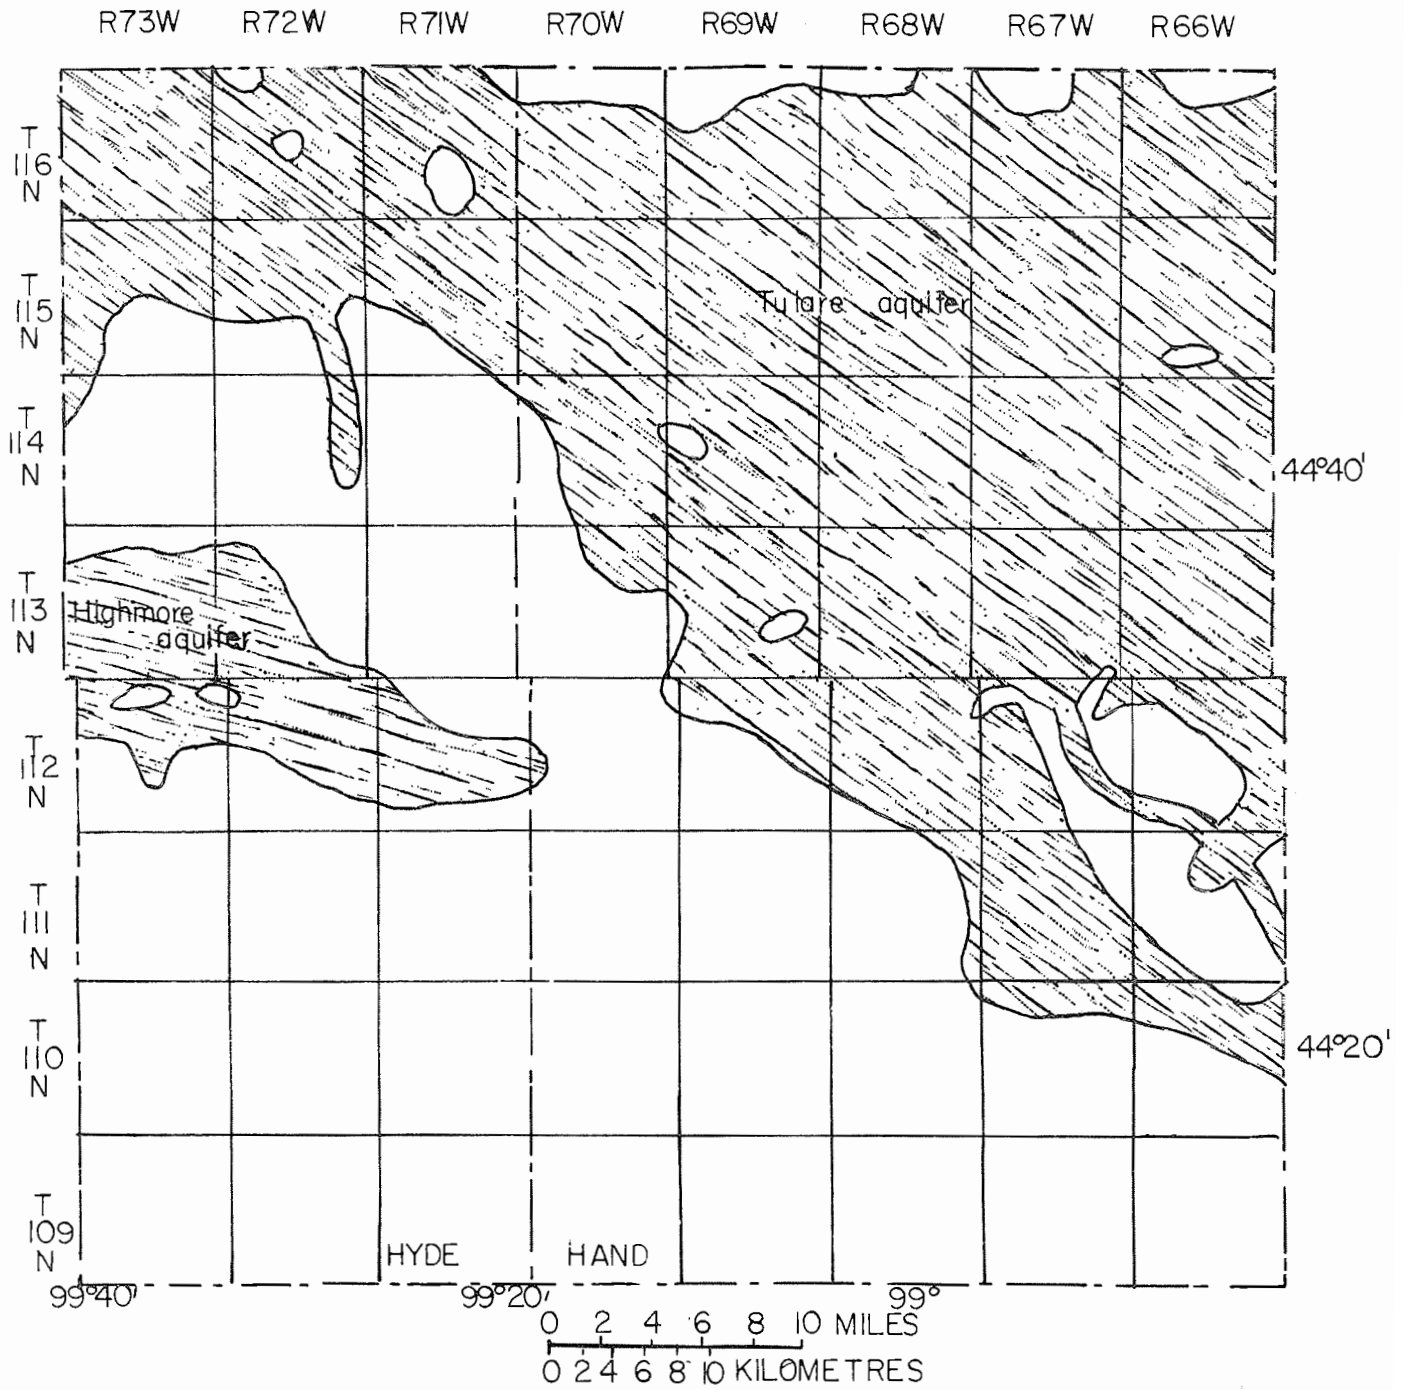 R73W R72W R71W R70W R69W R68W R67W R66W
T
116
N
T
115
N
Tulare aquifer
T
114
N
44°40'
T
113
N
Highmore
aquifer
T
112
N
T
111
N
T
110
N
44°20'
T
109
N
HYDE HAND
99°40' 99°20' 99°
0 2 4 6 8 10 MILES
0 2 4 6 8 10 KILOMETRES